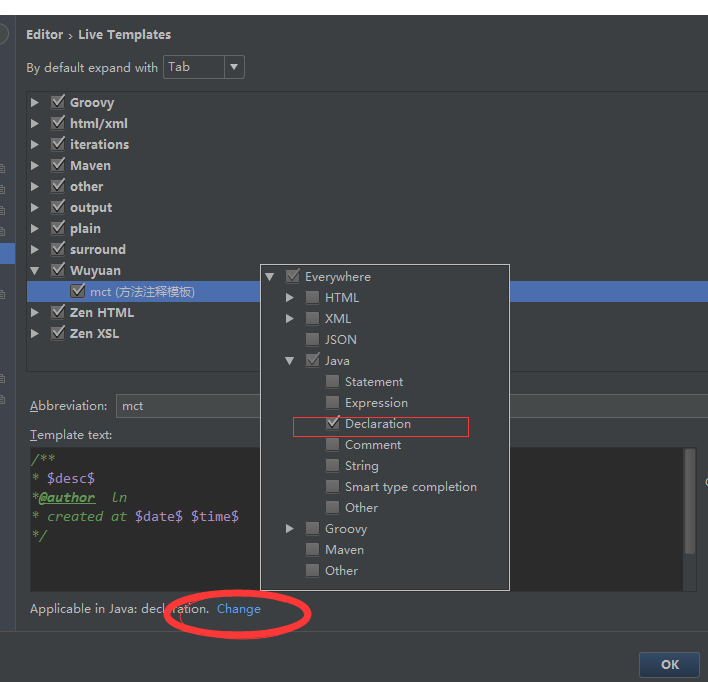 Editor › Live Templates
By default expand with Tab
Groovy
html/xml
iterations
Maven
other
output
plain
surround
Wuyuan
mct (方法注释模板)
Zen HTML
Zen XSL
Everywhere
HTML
XML
JSON
Java
Statement
Expression
Declaration
Comment
String
Smart type completion
Other
Groovy
Maven
Other
Abbreviation: mct
Template text:
/**
* $desc$
*@author ln
* created at $date$ $time$
*/
Applicable in Java: declaration. Change
OK